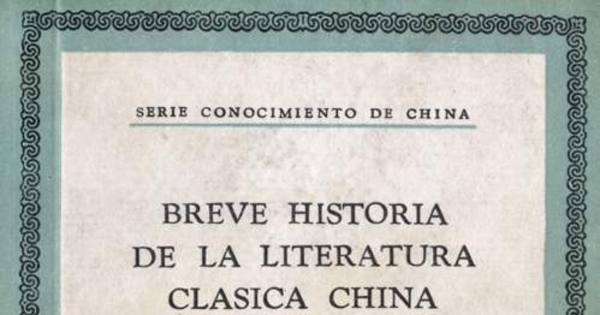 SERIE CONOCIMIENTO DE CHINA
BREVE HISTORIA
DE LA LITERATURA
CLASICA CHINA